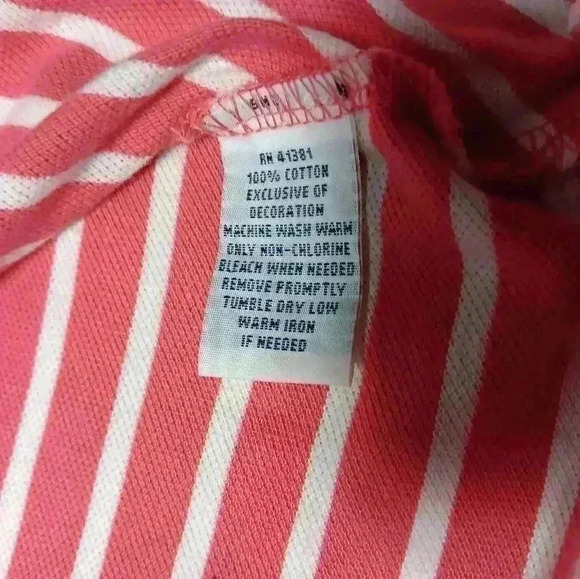 RN 41381
100% COTTON
EXCLUSIVE OF
DECORATION
MACHINE WASH WARM
ONLY NON-CHLORINE
BLEACH WHEN NEEDED
REMOVE PROMPTLY
TUMBLE DRY LOW
WARM IRON
IF NEEDED